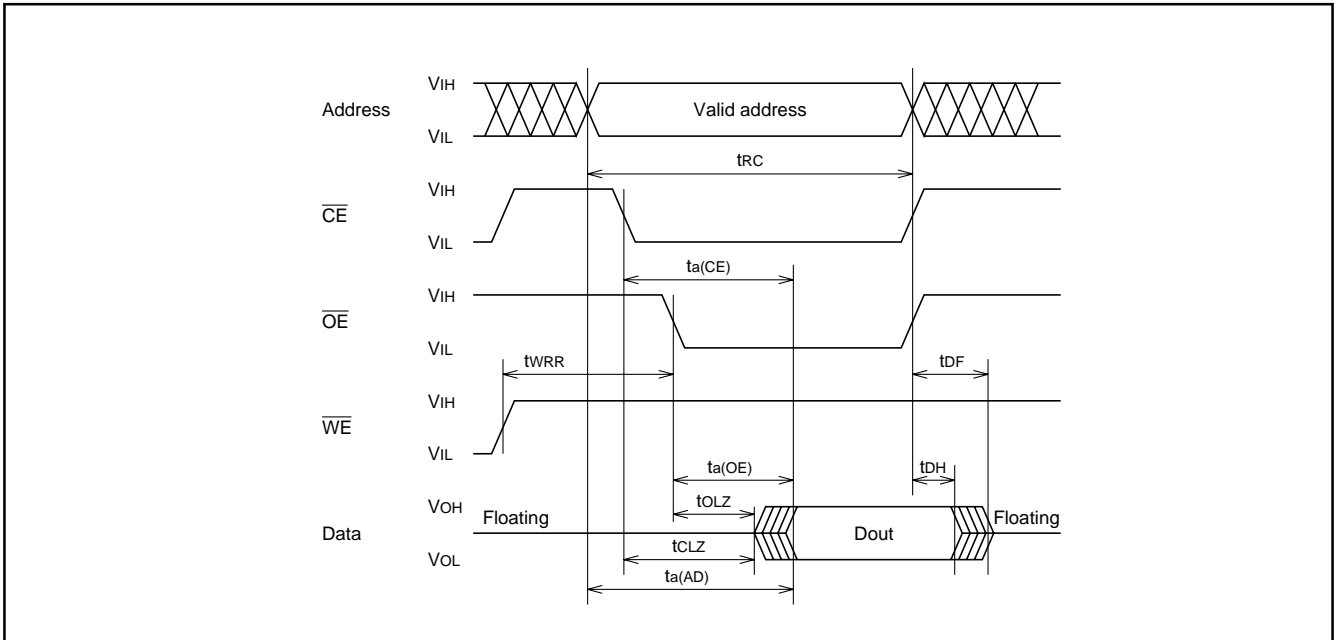 VIH
Address
Valid address
VIL
tRC
VIH
CE
VIL
ta(CE)
VIH
OE
VIL
tWRR
tDF
VIH
WE
VIL
ta(OE)
tDH
VOH
tOLZ
Floating
Floating
Data
Dout
tCLZ
VOL
ta(AD)